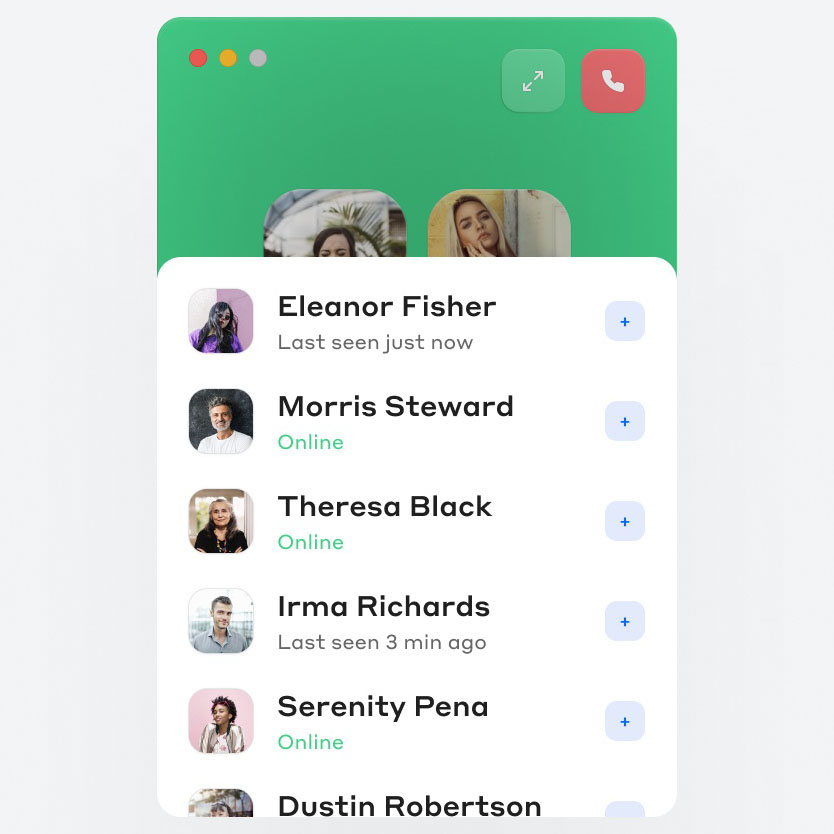 Eleanor Fisher
Last seen just now
+
Morris Steward
Online
+
Theresa Black
Online
+
Irma Richards
Last seen 3 min ago
+
Serenity Pena
Online
+
Dustin Robertson